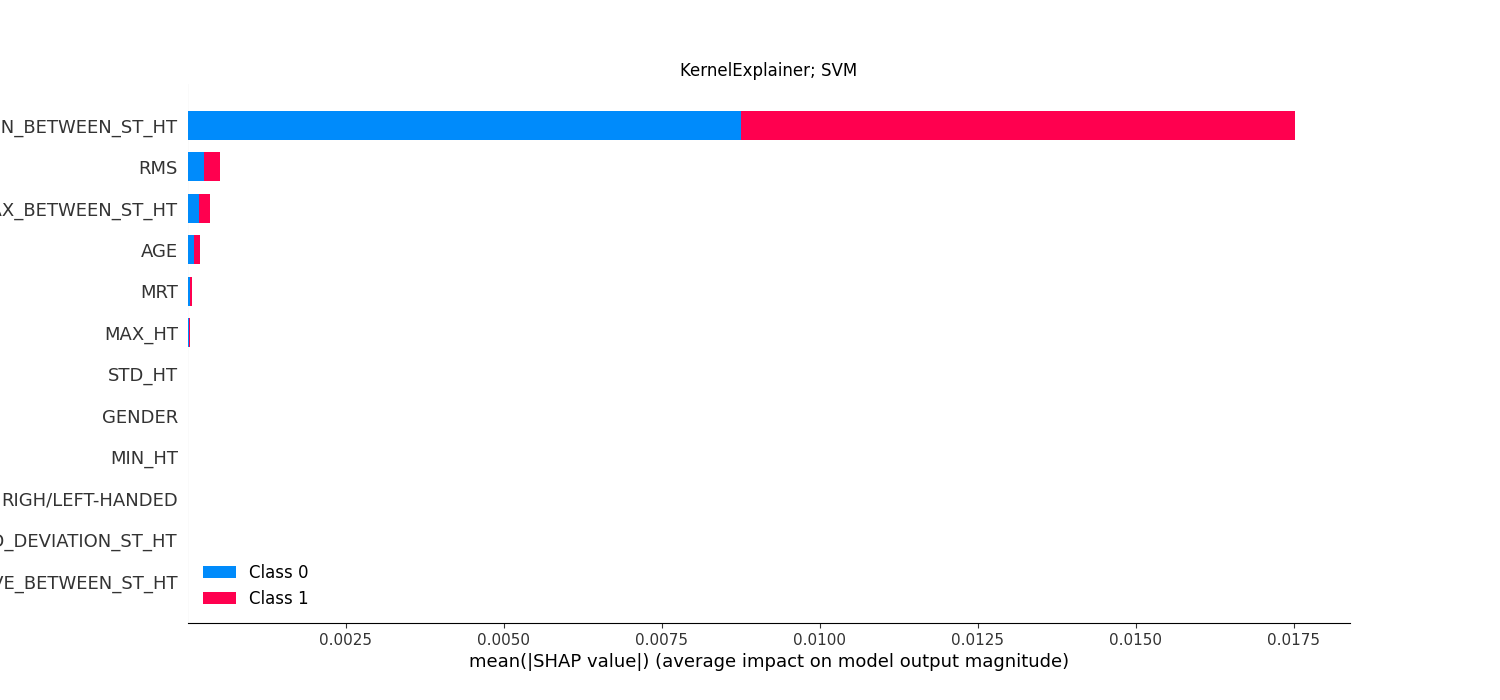 KernelExplainer; SVM
N_BETWEEN_ST_HT
RMS
AX_BETWEEN_ST_HT
AGE
MRT
MAX_HT
STD_HT
GENDER
MIN_HT
RIGH/LEFT-HANDED
D_DEVIATION_ST_HT
VE_BETWEEN_ST_HT
Class 0
Class 1
0.0025 0.0050 0.0075 0.0100 0.0125 0.0150 0.0175
mean(|SHAP value|) (average impact on model output magnitude)